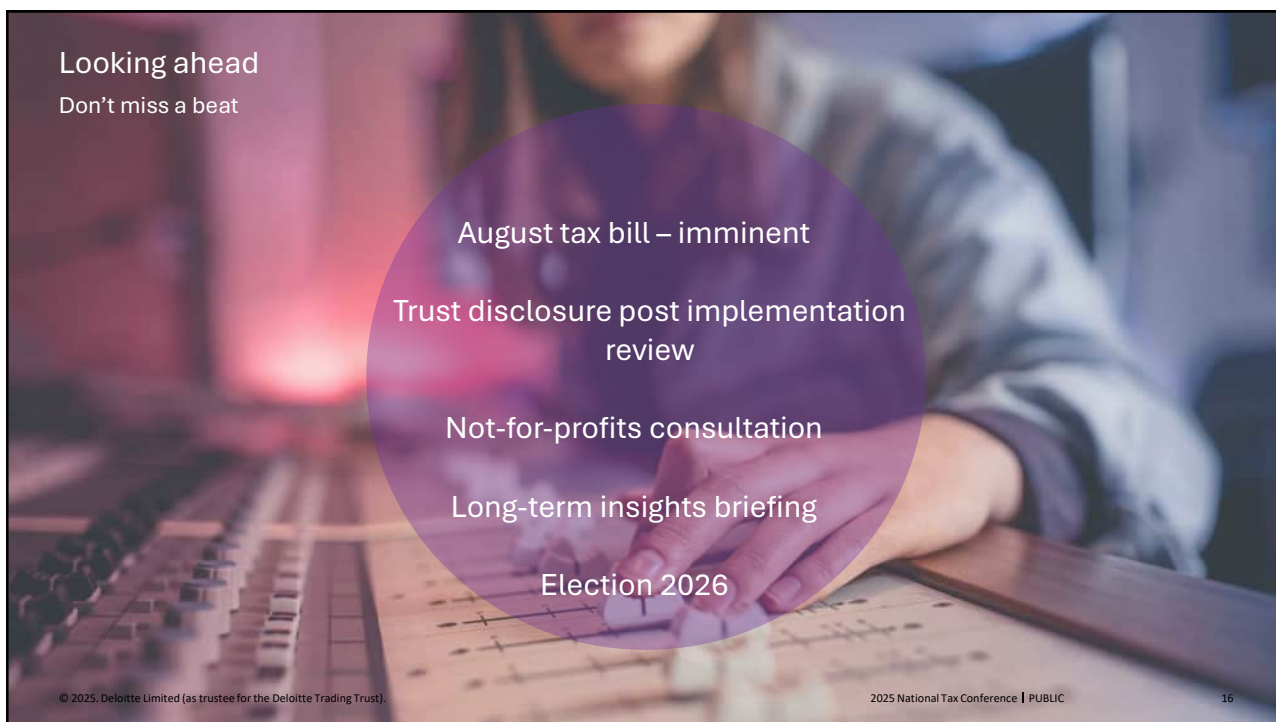 Looking ahead
Don’t miss a beat
August tax bill – imminent
Trust disclosure post implementation
review
Not-for-profits consultation
Long-term insights briefing
Election 2026
© 2025. Deloitte Limited (as trustee for the Deloitte Trading Trust).
2025 National Tax Conference | PUBLIC
16